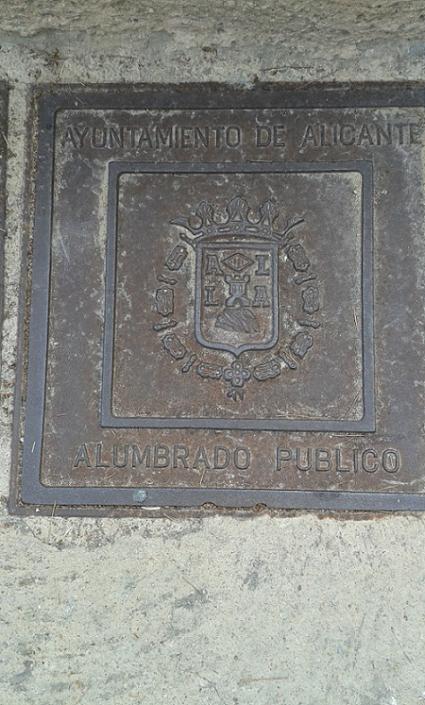 AYUNTAMIENTO DE ALICANTE
A L
L A
ALUMBRADO PUBLICO